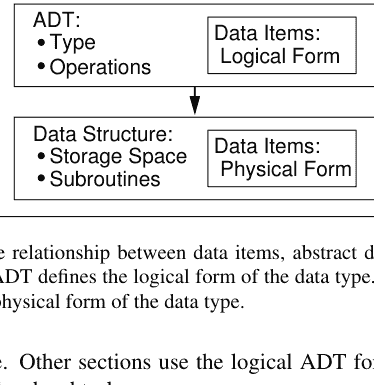 ADT:
• Type
• Operations
Data Items:
Logical Form
Data Structure:
• Storage Space
• Subroutines
Data Items:
Physical Form
relationship between data items, abstract d
ADT defines the logical form of the data type.
physical form of the data type.
Other sections use the logical ADT for